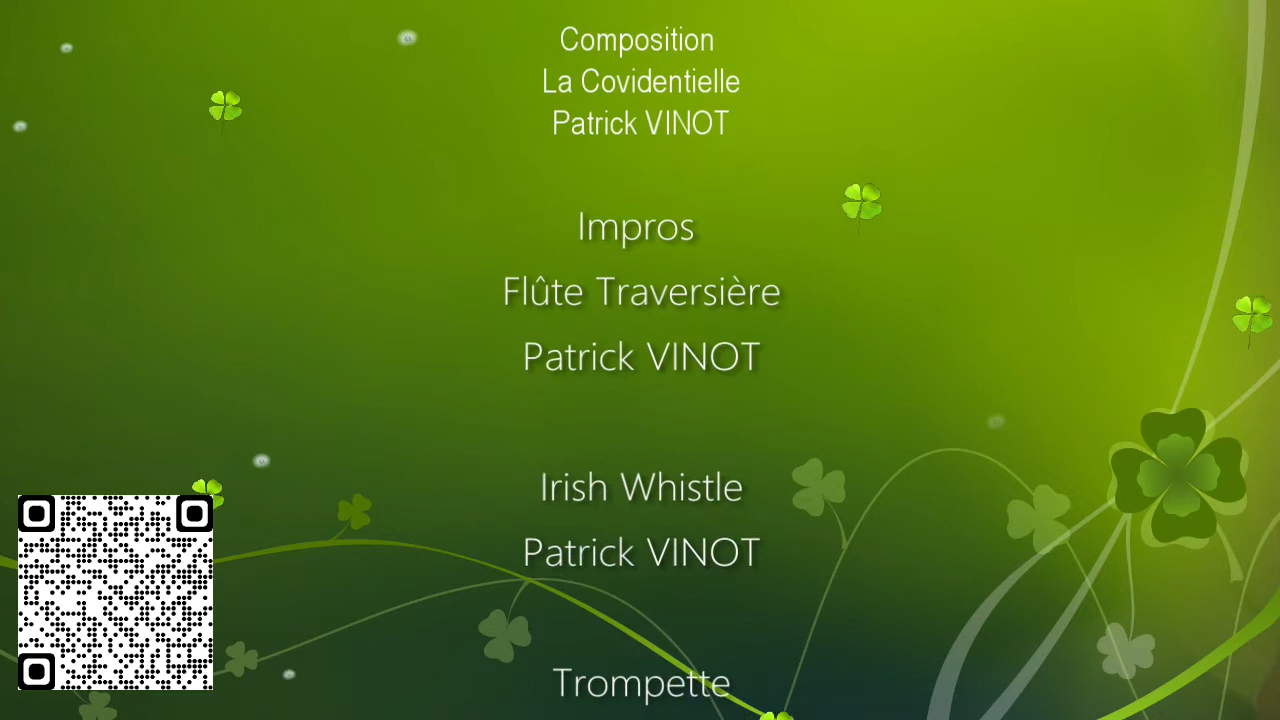 Composition
La Covidentielle
Patrick VINOT
Impros
Flûte Traversière
Patrick VINOT
Irish Whistle
Patrick VINOT
Trompette